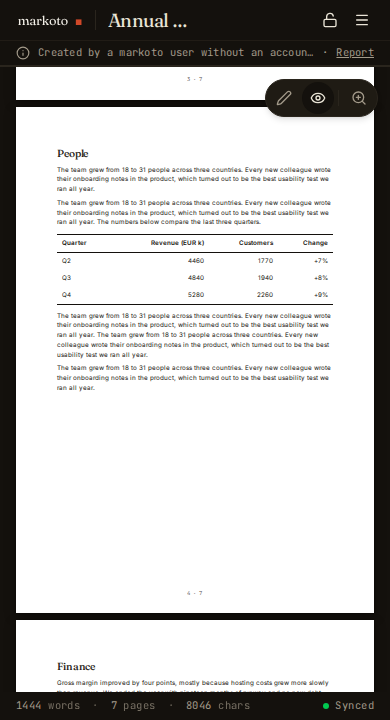 markoto
Annual ...
Created by a markoto user without an accoun… · Report
3 · 7
People
The team grew from 18 to 31 people across three countries. Every new colleague wrote
their onboarding notes in the product, which turned out to be the best usability test we
ran all year.
The team grew from 18 to 31 people across three countries. Every new colleague wrote
their onboarding notes in the product, which turned out to be the best usability test we
ran all year. The numbers below compare the last three quarters.
Quarter Revenue (EUR k) Customers Change
Q2 4460 1770 +7%
Q3 4840 1940 +8%
Q4 5280 2260 +9%
The team grew from 18 to 31 people across three countries. Every new colleague wrote
their onboarding notes in the product, which turned out to be the best usability test we
ran all year. The team grew from 18 to 31 people across three countries. Every new
colleague wrote their onboarding notes in the product, which turned out to be the best
usability test we ran all year.
The team grew from 18 to 31 people across three countries. Every new colleague wrote
their onboarding notes in the product, which turned out to be the best usability test we
ran all year.
4 · 7
Finance
Gross margin improved by four points, mostly because hosting costs grew more slowly
1444 words · 7 pages · 8046 chars
Synced